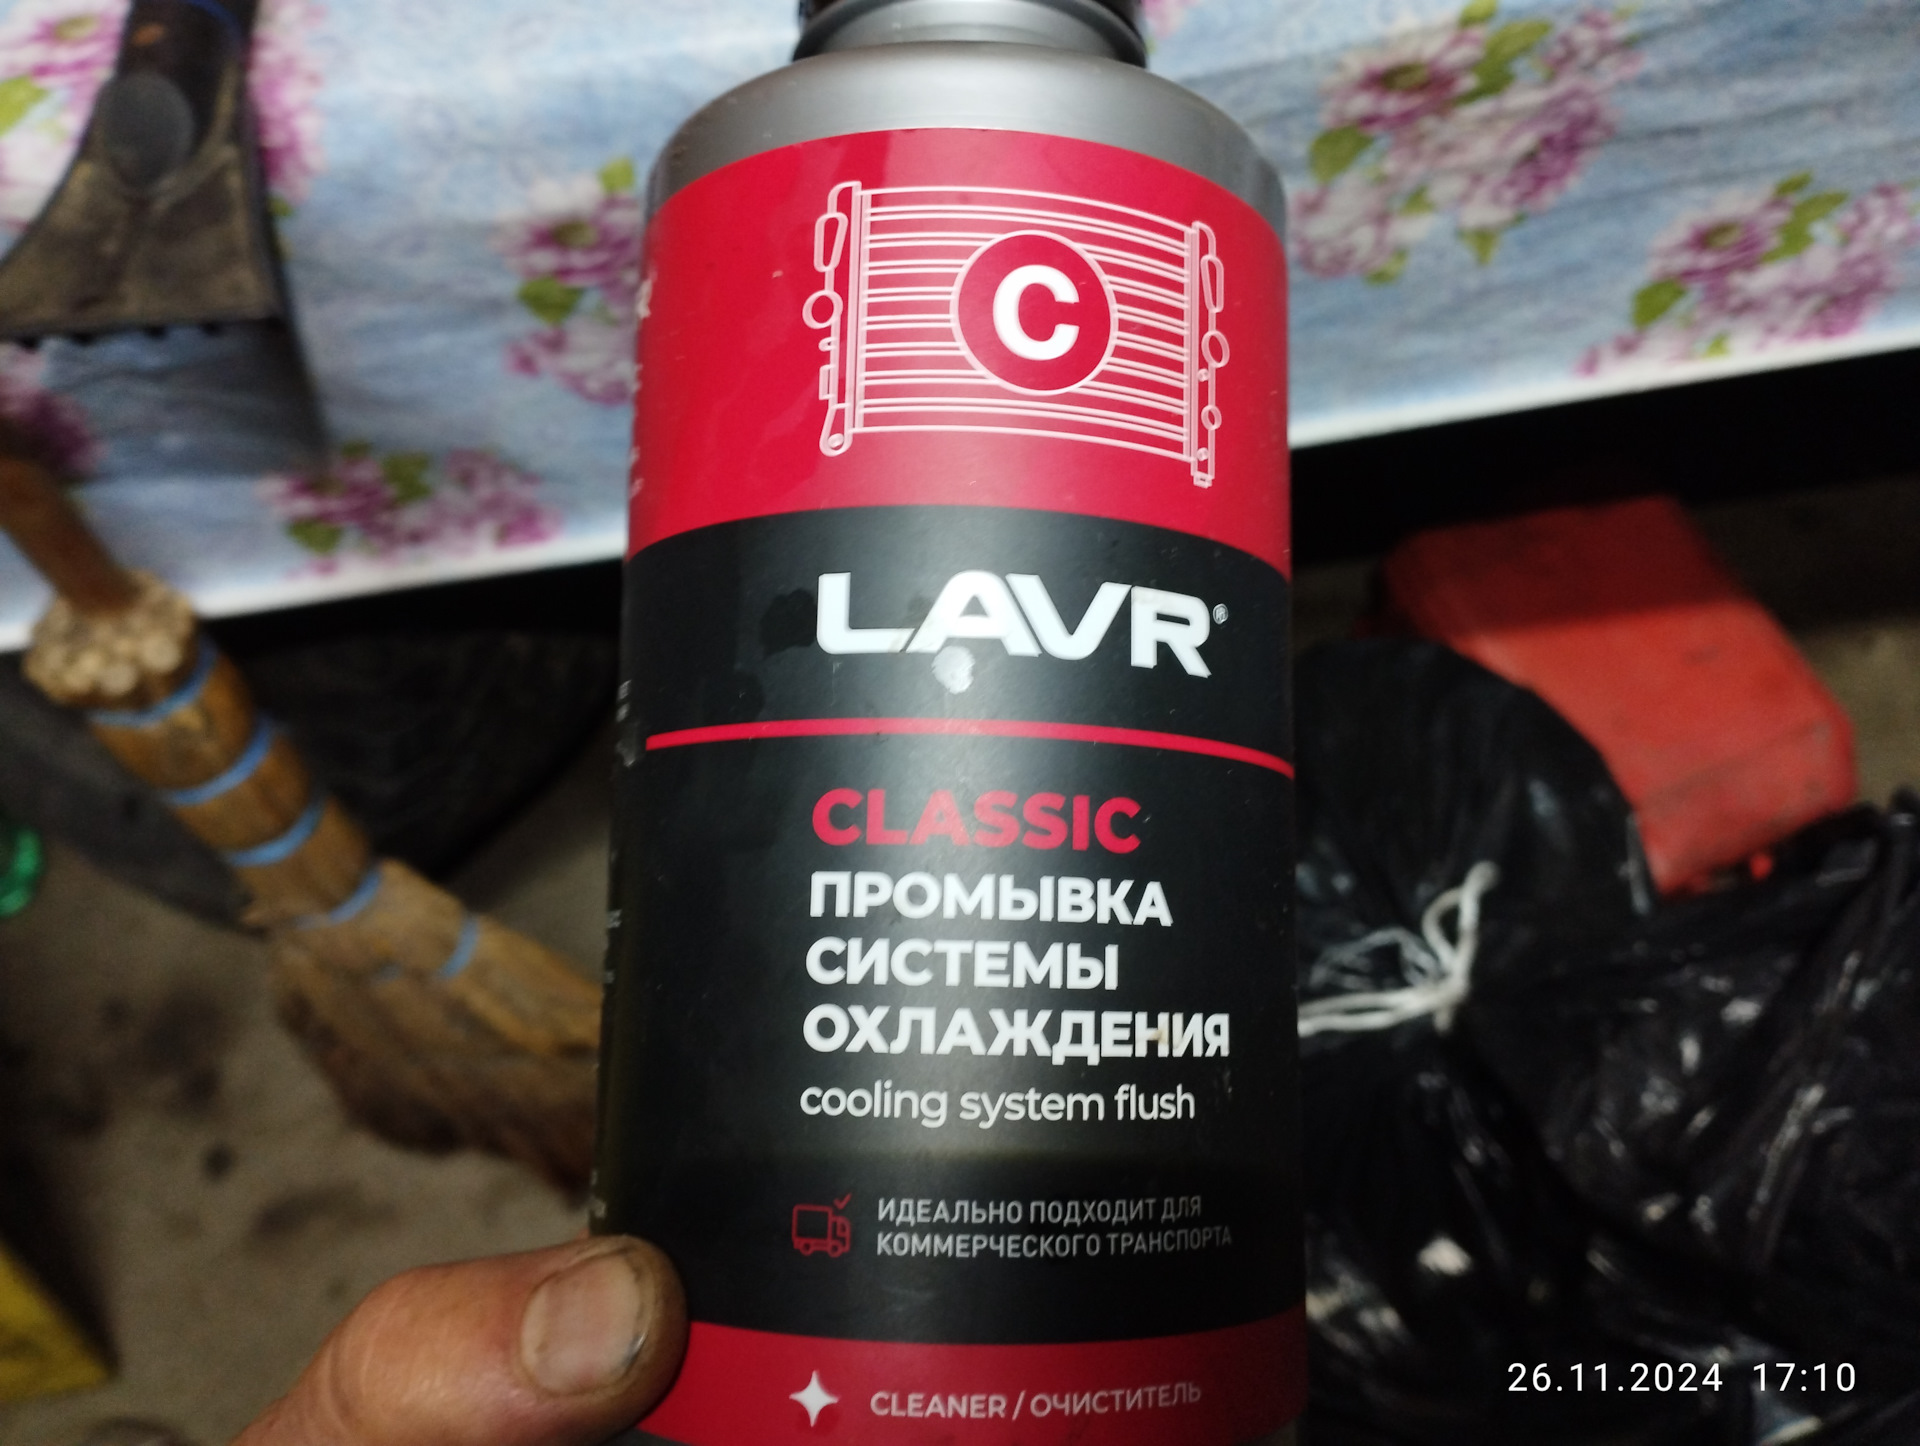 C
LAVR®
CLASSIC
ПРОМЫВКА
СИСТЕМЫ
ОХЛАЖДЕНИЯ
cooling system flush
ИДЕАЛЬНО ПОДХОДИТ ДЛЯ
КОММЕРЧЕСКОГО ТРАНСПОРТА
CLEANER / ОЧИСТИТЕЛЬ
26.11.2024 17:10